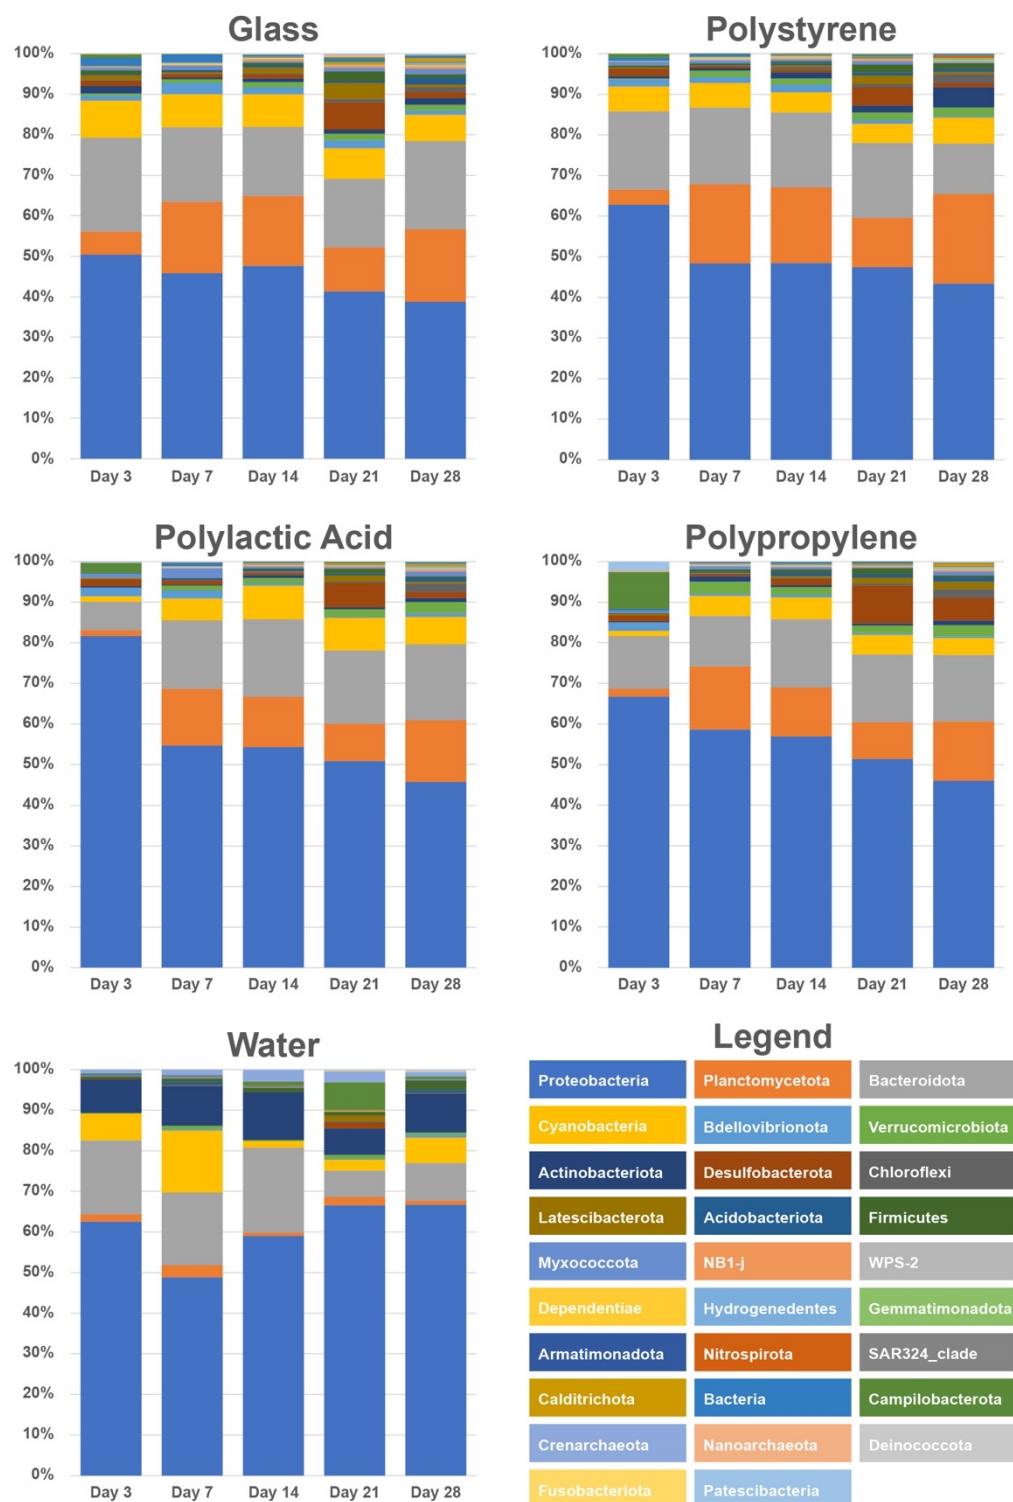 Glass
Polystyrene
100%
90%
80%
70%
60%
50%
40%
30%
20%
10%
0%
Day 3 Day 7 Day 14 Day 21 Day 28
100%
90%
80%
70%
60%
50%
40%
30%
20%
10%
0%
Day 3 Day 7 Day 14 Day 21 Day 28
Polylactic Acid
Polypropylene
100%
90%
80%
70%
60%
50%
40%
30%
20%
10%
0%
Day 3 Day 7 Day 14 Day 21 Day 28
100%
90%
80%
70%
60%
50%
40%
30%
20%
10%
0%
Day 3 Day 7 Day 14 Day 21 Day 28
Water
100%
90%
80%
70%
60%
50%
40%
30%
20%
10%
0%
Day 3 Day 7 Day 14 Day 21 Day 28
Legend
Proteobacteria Planctomycetota Bacteroidota
Cyanobacteria Bdellovibrionota Verrucomicrobiota
Actinobacteriota Desulfobacterota Chloroflexi
Latescibacterota Acidobacteriota Firmicutes
Myxococcota NB1-j WPS-2
Dependentiae Hydrogenedentes Gemmatimonadota
Armatimonadota Nitrospirota SAR324_clade
Calditrichota Bacteria Campilobacterota
Crenarchaeota Nanoarchaeota Deinococcota
Fusobacteriota Patescibacteria